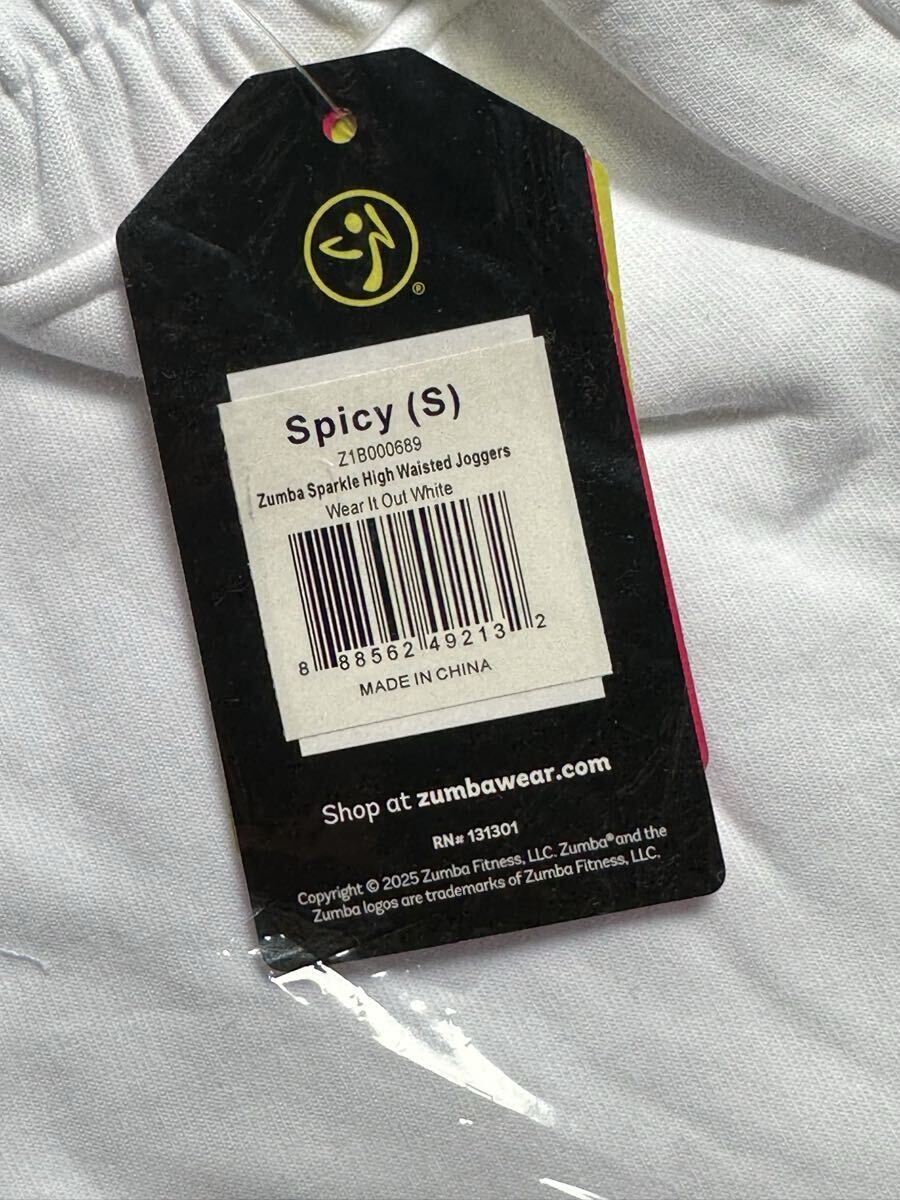 ®
Spicy (S)
Z1B000689
Zumba Sparkle High Waisted Joggers
Wear It Out White
8 88562 49213 2
MADE IN CHINA
Shop at zumbawear.com
RN# 131301
Copyright © 2025 Zumba Fitness, LLC. Zumba® and the
Zumba logos are trademarks of Zumba Fitness, LLC.